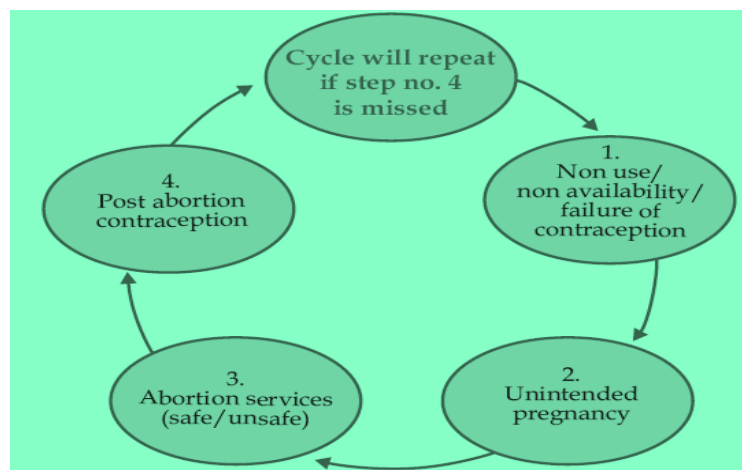 Cycle will repeat
if step no. 4
is missed
1.
Non use/
non availability/
failure of
contraception
2.
Unintended
pregnancy
3.
Abortion services
(safe/unsafe)
4.
Post abortion
contraception